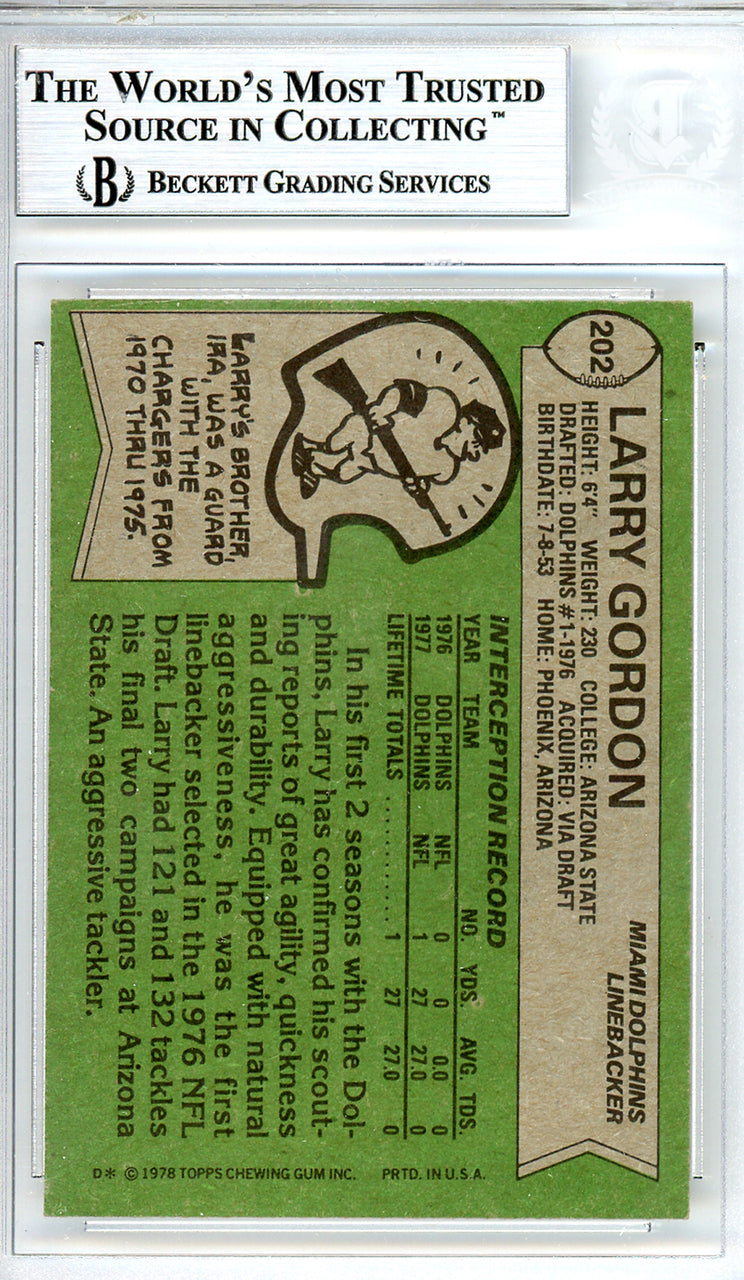 THE WORLD'S MOST TRUSTED
SOURCE IN COLLECTING™
B BECKETT GRADING SERVICES
202
LARRY GORDON
MIAMI DOLPHINS
LINEBACKER
HEIGHT: 6'4" WEIGHT: 230 COLLEGE: ARIZONA STATE
DRAFTED: DOLPHINS #1-1976 ACQUIRED: VIA DRAFT
BIRTHDATE: 7-8-53 HOME: PHOENIX, ARIZONA
LARRY'S BROTHER,
IRA, WAS A GUARD
WITH THE
CHARGERS FROM
1970 THRU 1975.
INTERCEPTION RECORD
YEAR TEAM NO. YDS. AVG. TDS.
1976 DOLPHINS NFL 0 0 0.0 0
1977 DOLPHINS NFL 1 27 27.0 0
LIFETIME TOTALS ........... 1 27 27.0 0
In his first 2 seasons with the Dol-
phins, Larry has confirmed his scout-
ing reports of great agility, quickness
and durability. Equipped with natural
aggressiveness, he was the first
linebacker selected in the 1976 NFL
Draft. Larry had 121 and 132 tackles
his final two campaigns at Arizona
State. An aggressive tackler.
D* © 1978 TOPPS CHEWING GUM INC. PRTD. IN U.S.A.